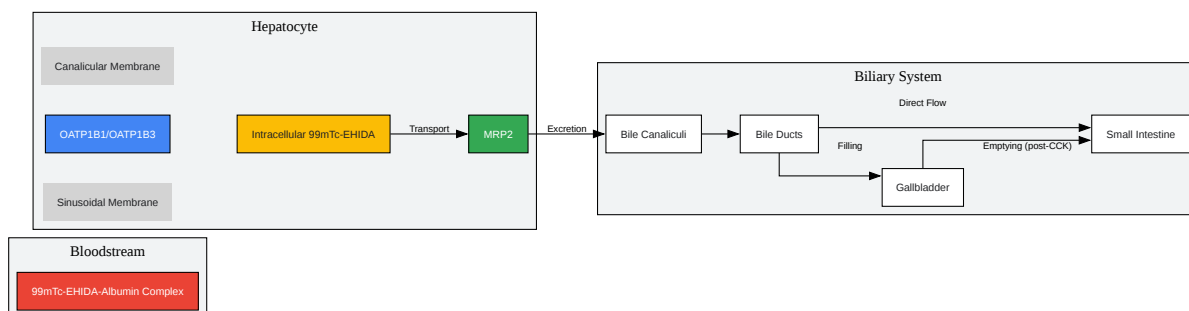 Hepatocyte
Canalicular Membrane
OATP1B1/OATP1B3
Intracellular 99mTc-EHIDA
Transport
MRP2
Excretion
Sinusoidal Membrane
Biliary System
Direct Flow
Bile Canaliculi
Bile Ducts
Filling
Emptying (post-CCK)
Small Intestine
Gallbladder
Bloodstream
99mTc-EHIDA-Albumin Complex